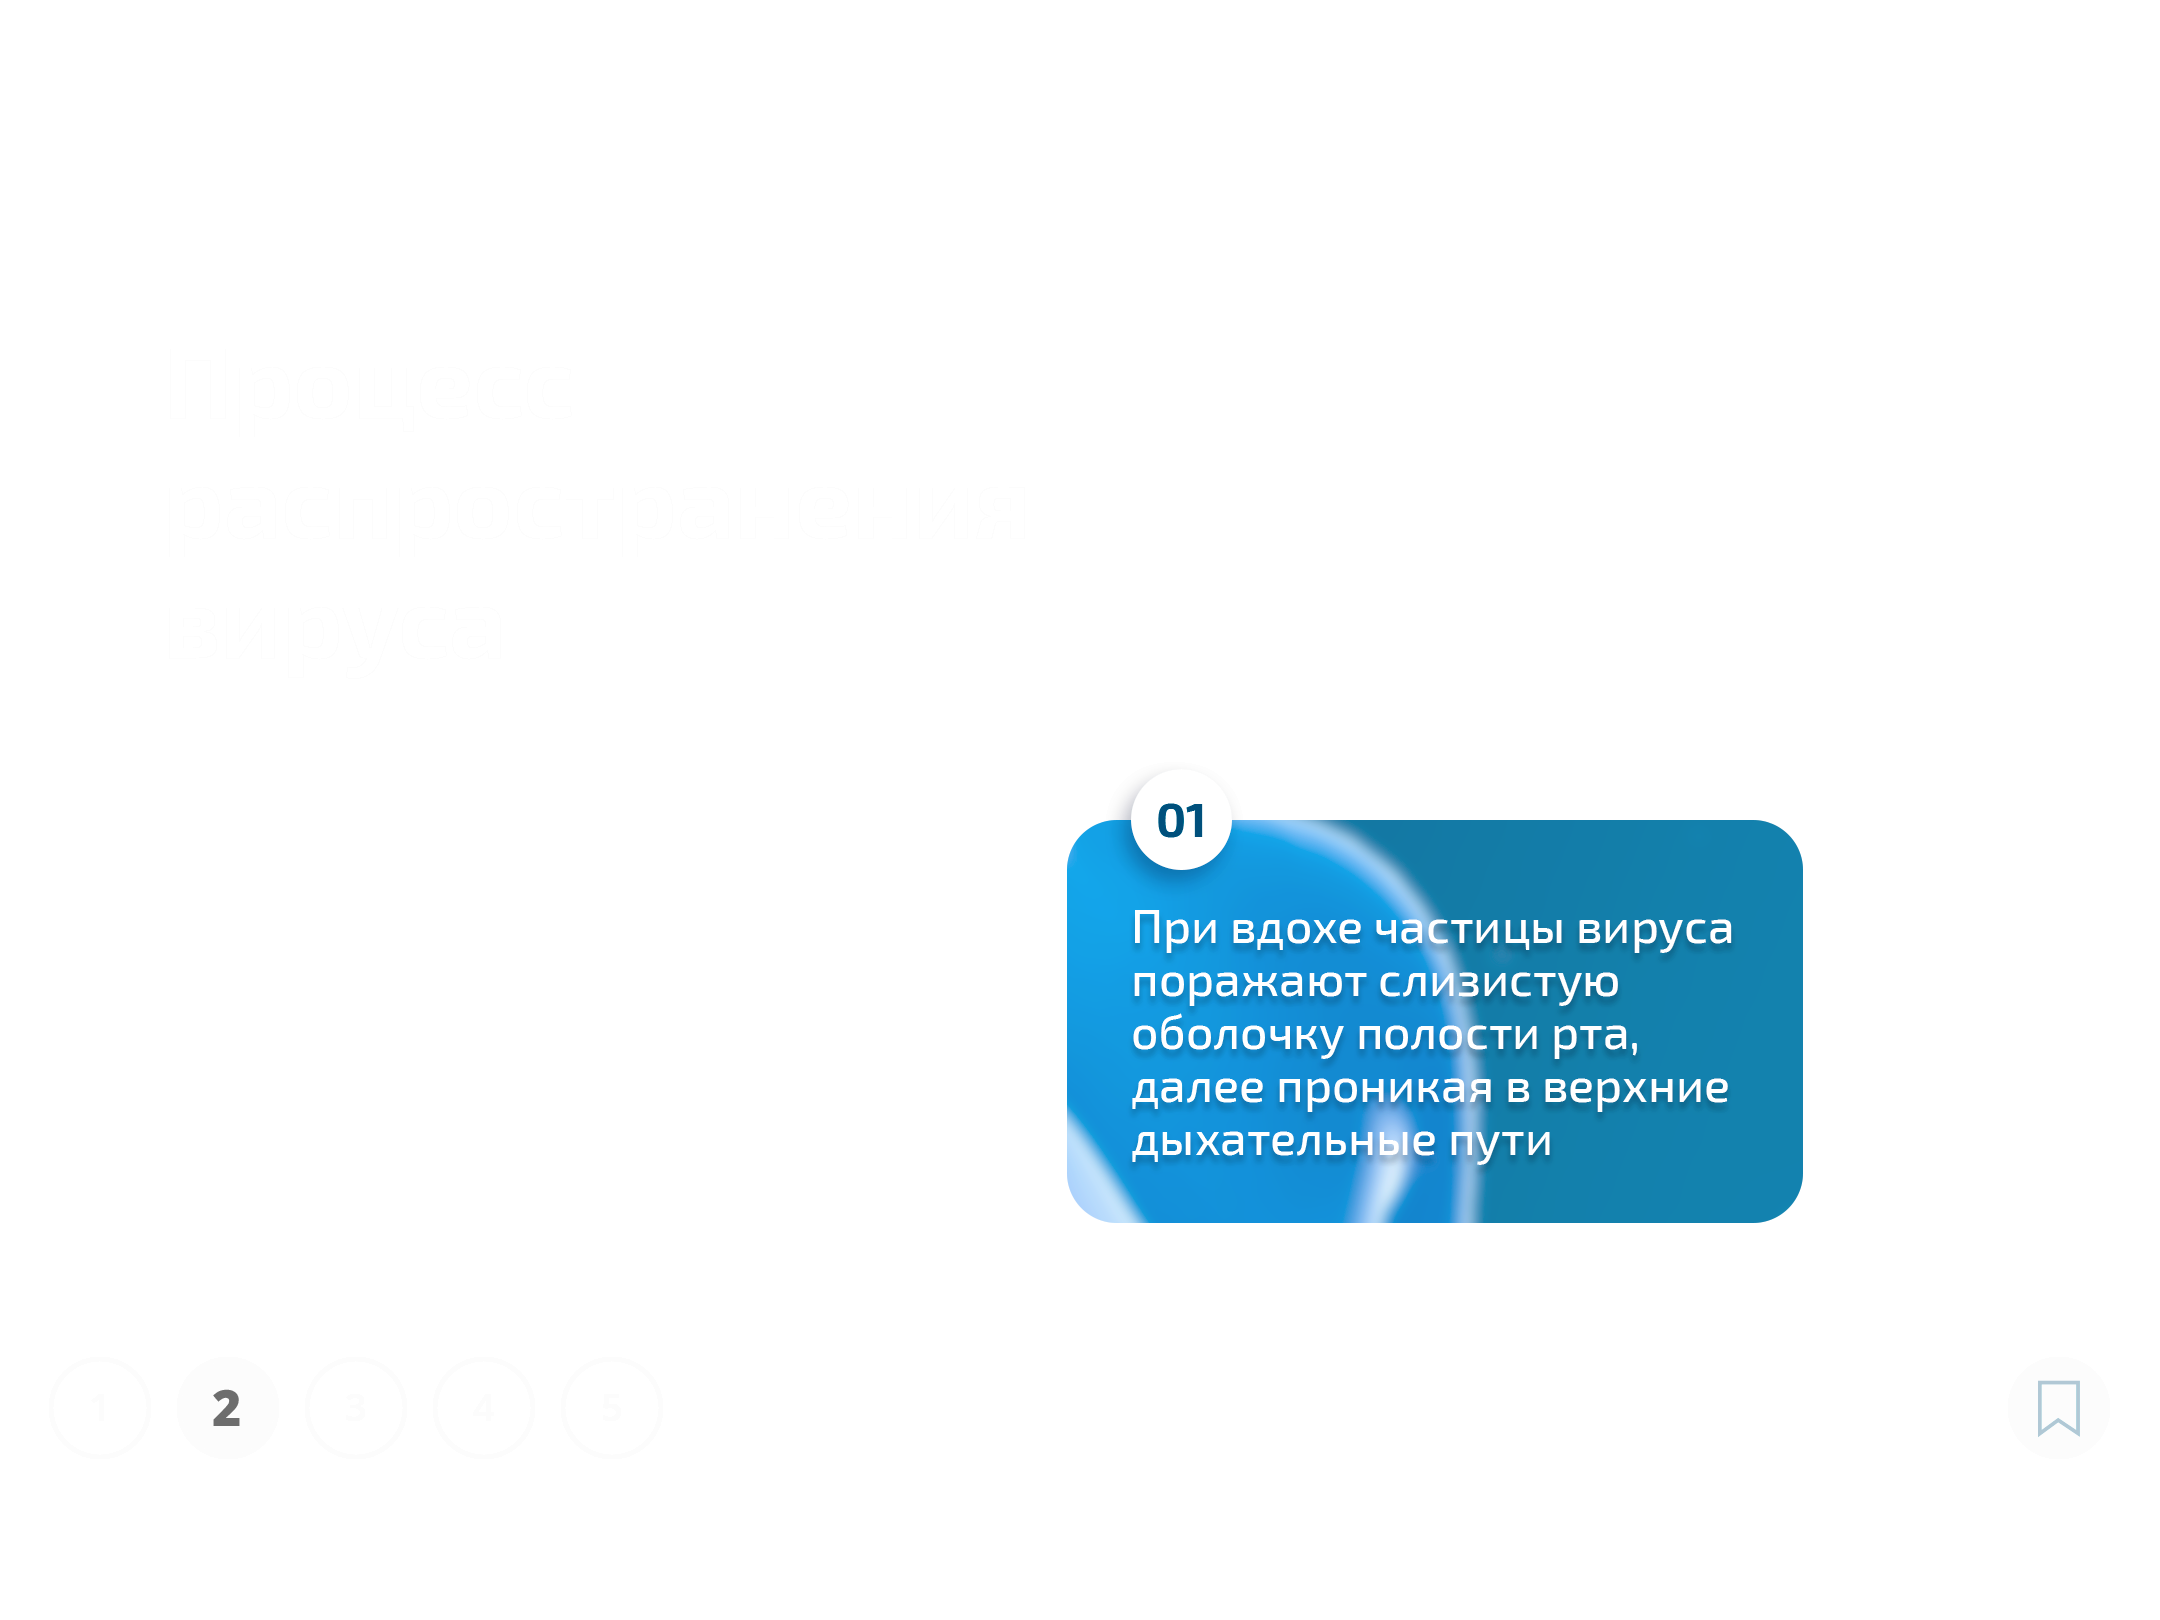 Процесс
распространения
вируса
01
При вдохе частицы вируса
поражают слизистую
оболочку полости рта,
далее проникая в верхние
дыхательные пути
1 2 3 4 5